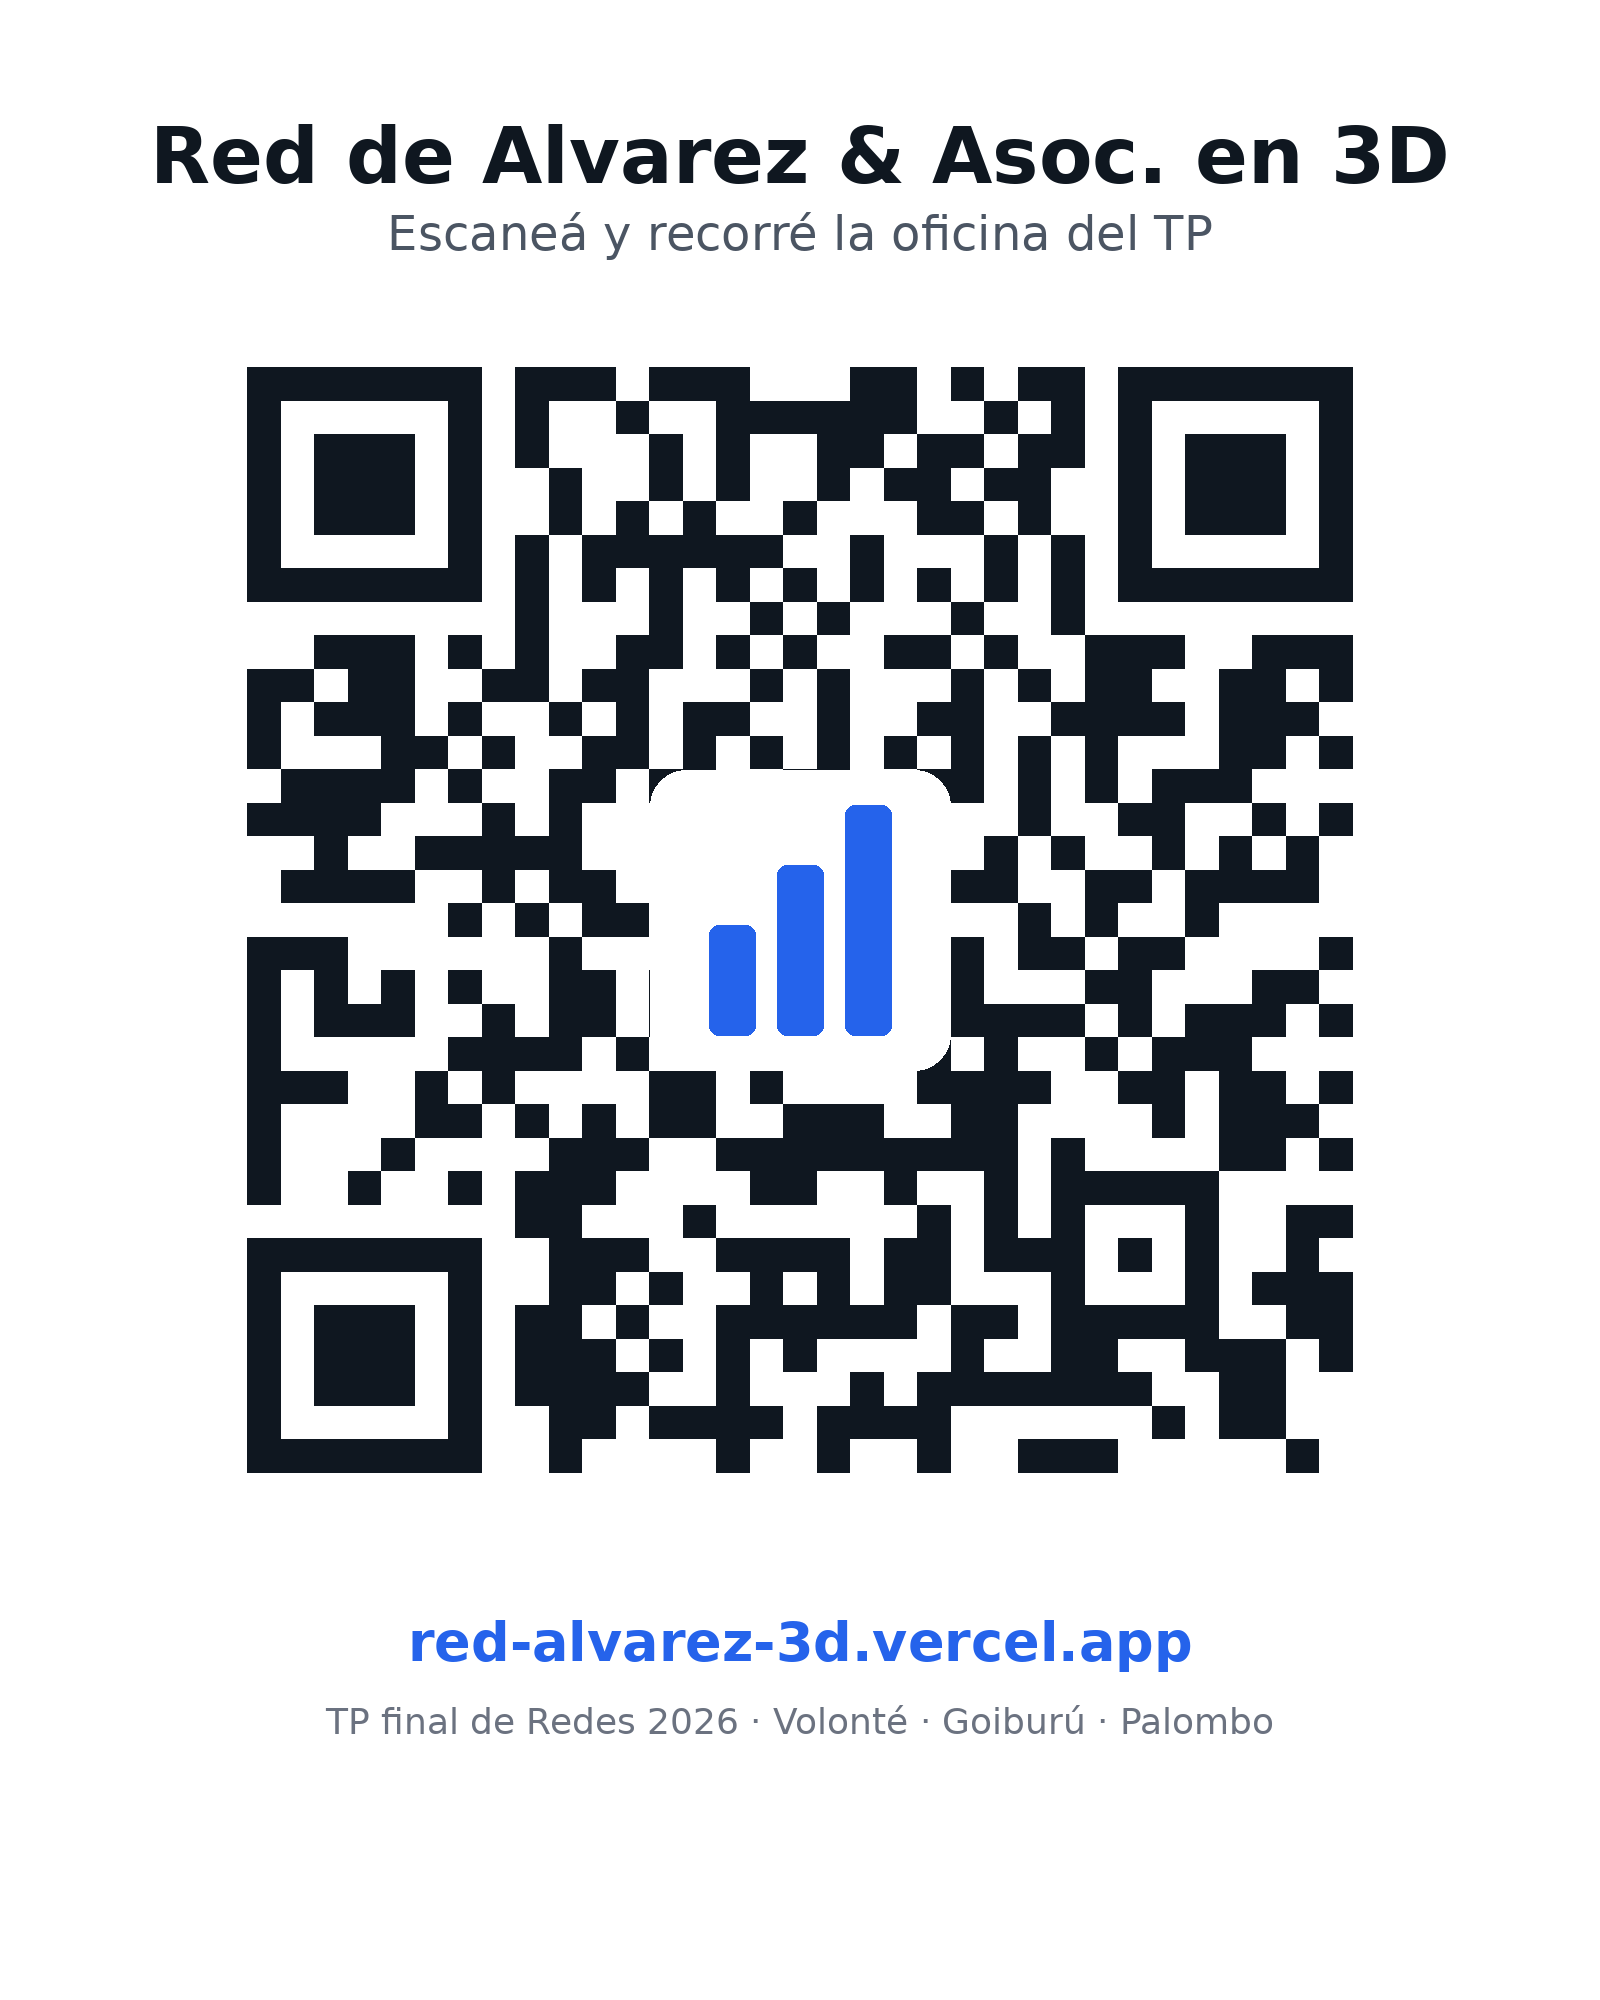 Red de Alvarez & Asoc. en 3D
Escaneá y recorré la oficina del TP
red-alvarez-3d.vercel.app
TP final de Redes 2026 · Volonté · Goiburú · Palombo